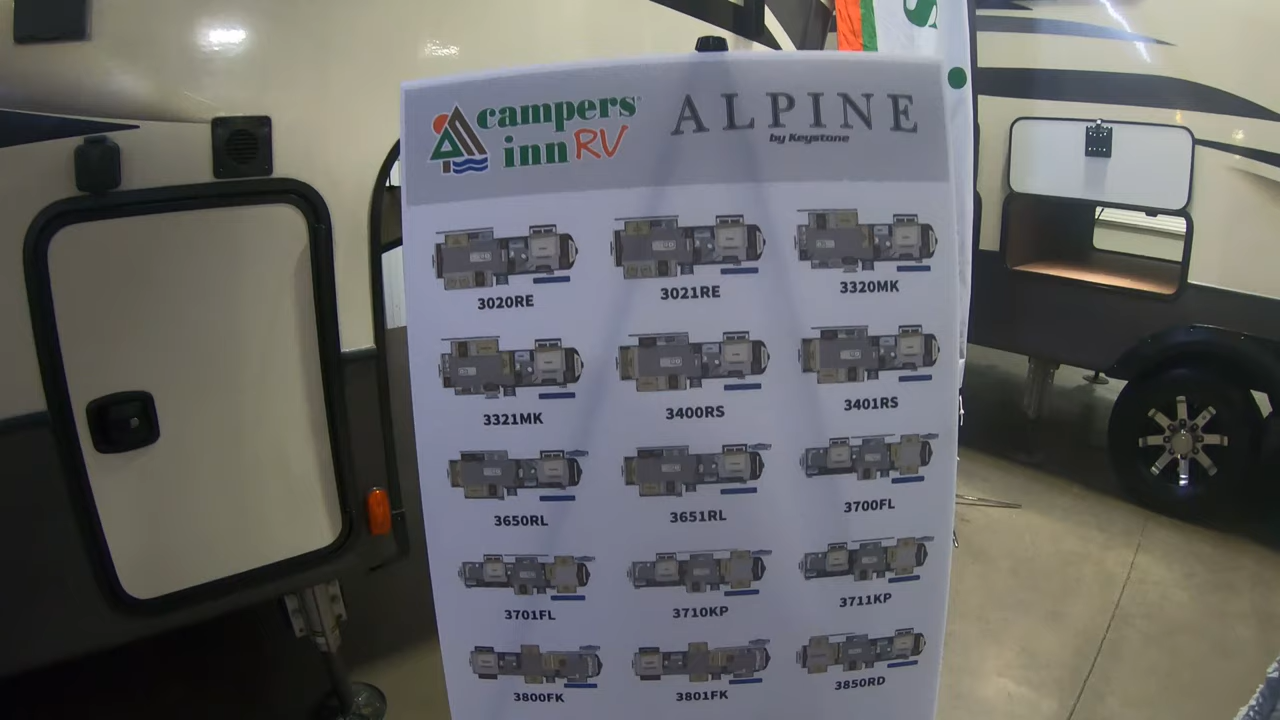 campers
inn RV
ALPINE
by Keystone
S
3020RE
3021RE
3320MK
3321MK
3400RS
3401RS
3650RL
3651RL
3700FL
3701FL
3710KP
3711KP
3800FK
3801FK
3850RD